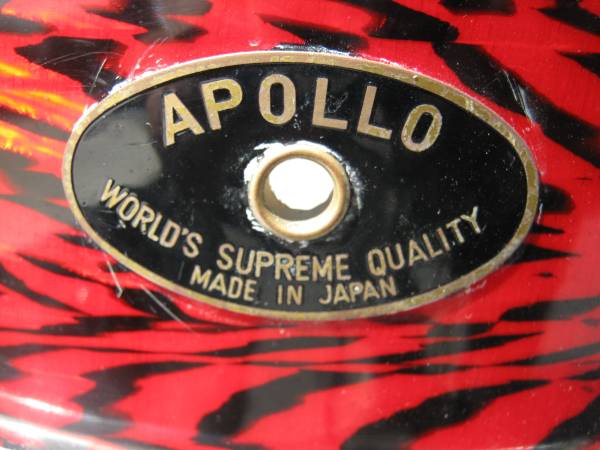 APOLLO
WORLD'S SUPREME QUALITY
MADE IN JAPAN